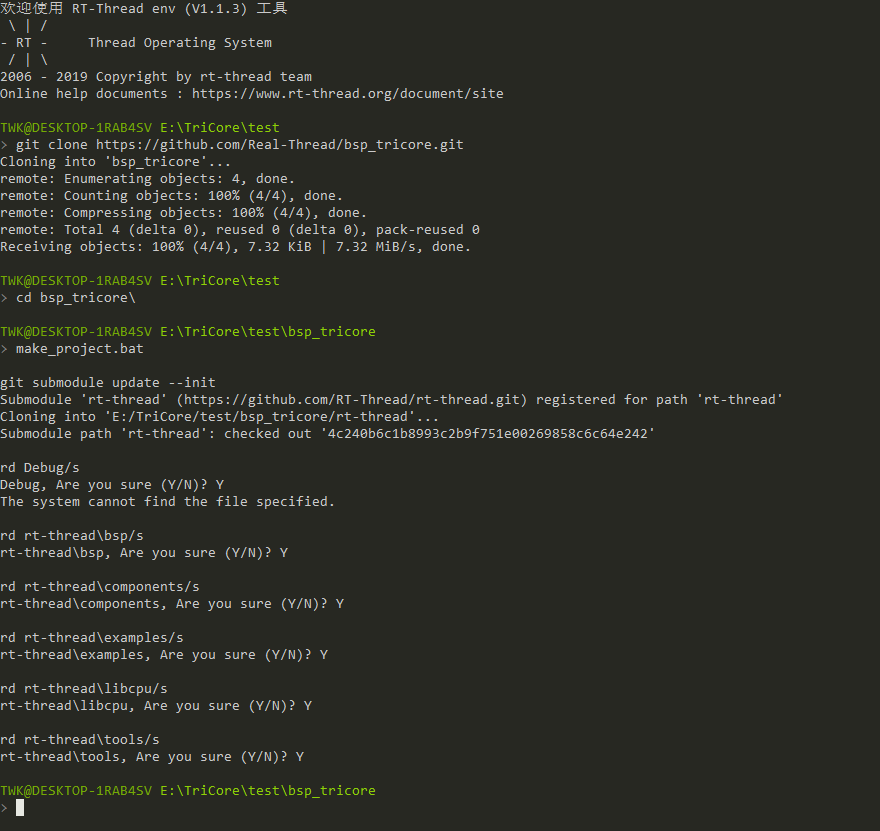 欢迎使用 RT-Thread env (V1.1.3) 工具
 \ | /
- RT -     Thread Operating System
 / | \
2006 - 2019 Copyright by rt-thread team
Online help documents : https://www.rt-thread.org/document/site
TWK@DESKTOP-1RAB4SV E:\TriCore\test
> git clone https://github.com/Real-Thread/bsp_tricore.git
Cloning into 'bsp_tricore'...
remote: Enumerating objects: 4, done.
remote: Counting objects: 100% (4/4), done.
remote: Compressing objects: 100% (4/4), done.
remote: Total 4 (delta 0), reused 0 (delta 0), pack-reused 0
Receiving objects: 100% (4/4), 7.32 KiB | 7.32 MiB/s, done.
TWK@DESKTOP-1RAB4SV E:\TriCore\test
> cd bsp_tricore\
TWK@DESKTOP-1RAB4SV E:\TriCore\test\bsp_tricore
> make_project.bat
git submodule update --init
Submodule 'rt-thread' (https://github.com/RT-Thread/rt-thread.git) registered for path 'rt-thread'
Cloning into 'E:/TriCore/test/bsp_tricore/rt-thread'...
Submodule path 'rt-thread': checked out '4c240b6c1b8993c2b9f751e00269858c6c64e242'
rd Debug/s
Debug, Are you sure (Y/N)? Y
The system cannot find the file specified.
rd rt-thread\bsp/s
rt-thread\bsp, Are you sure (Y/N)? Y
rd rt-thread\components/s
rt-thread\components, Are you sure (Y/N)? Y
rd rt-thread\examples/s
rt-thread\examples, Are you sure (Y/N)? Y
rd rt-thread\libcpu/s
rt-thread\libcpu, Are you sure (Y/N)? Y
rd rt-thread\tools/s
rt-thread\tools, Are you sure (Y/N)? Y
TWK@DESKTOP-1RAB4SV E:\TriCore\test\bsp_tricore
>